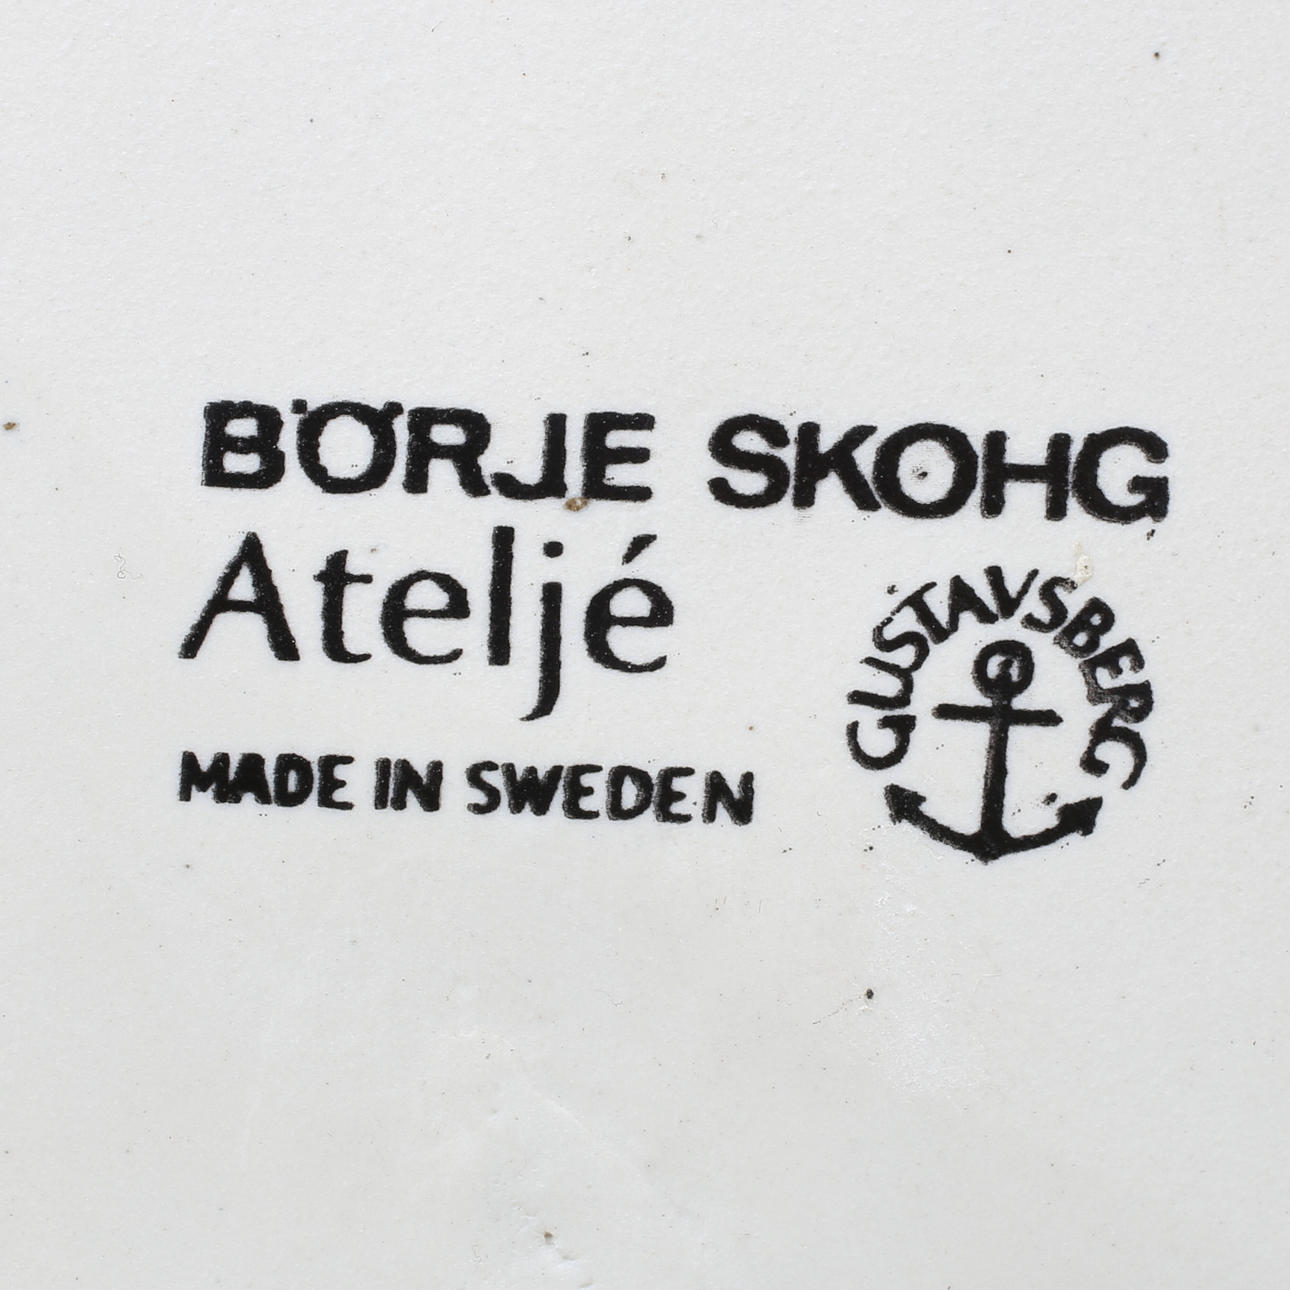 BÖRJE SKOHG
Ateljé
GUSTAVSBERG
MADE IN SWEDEN